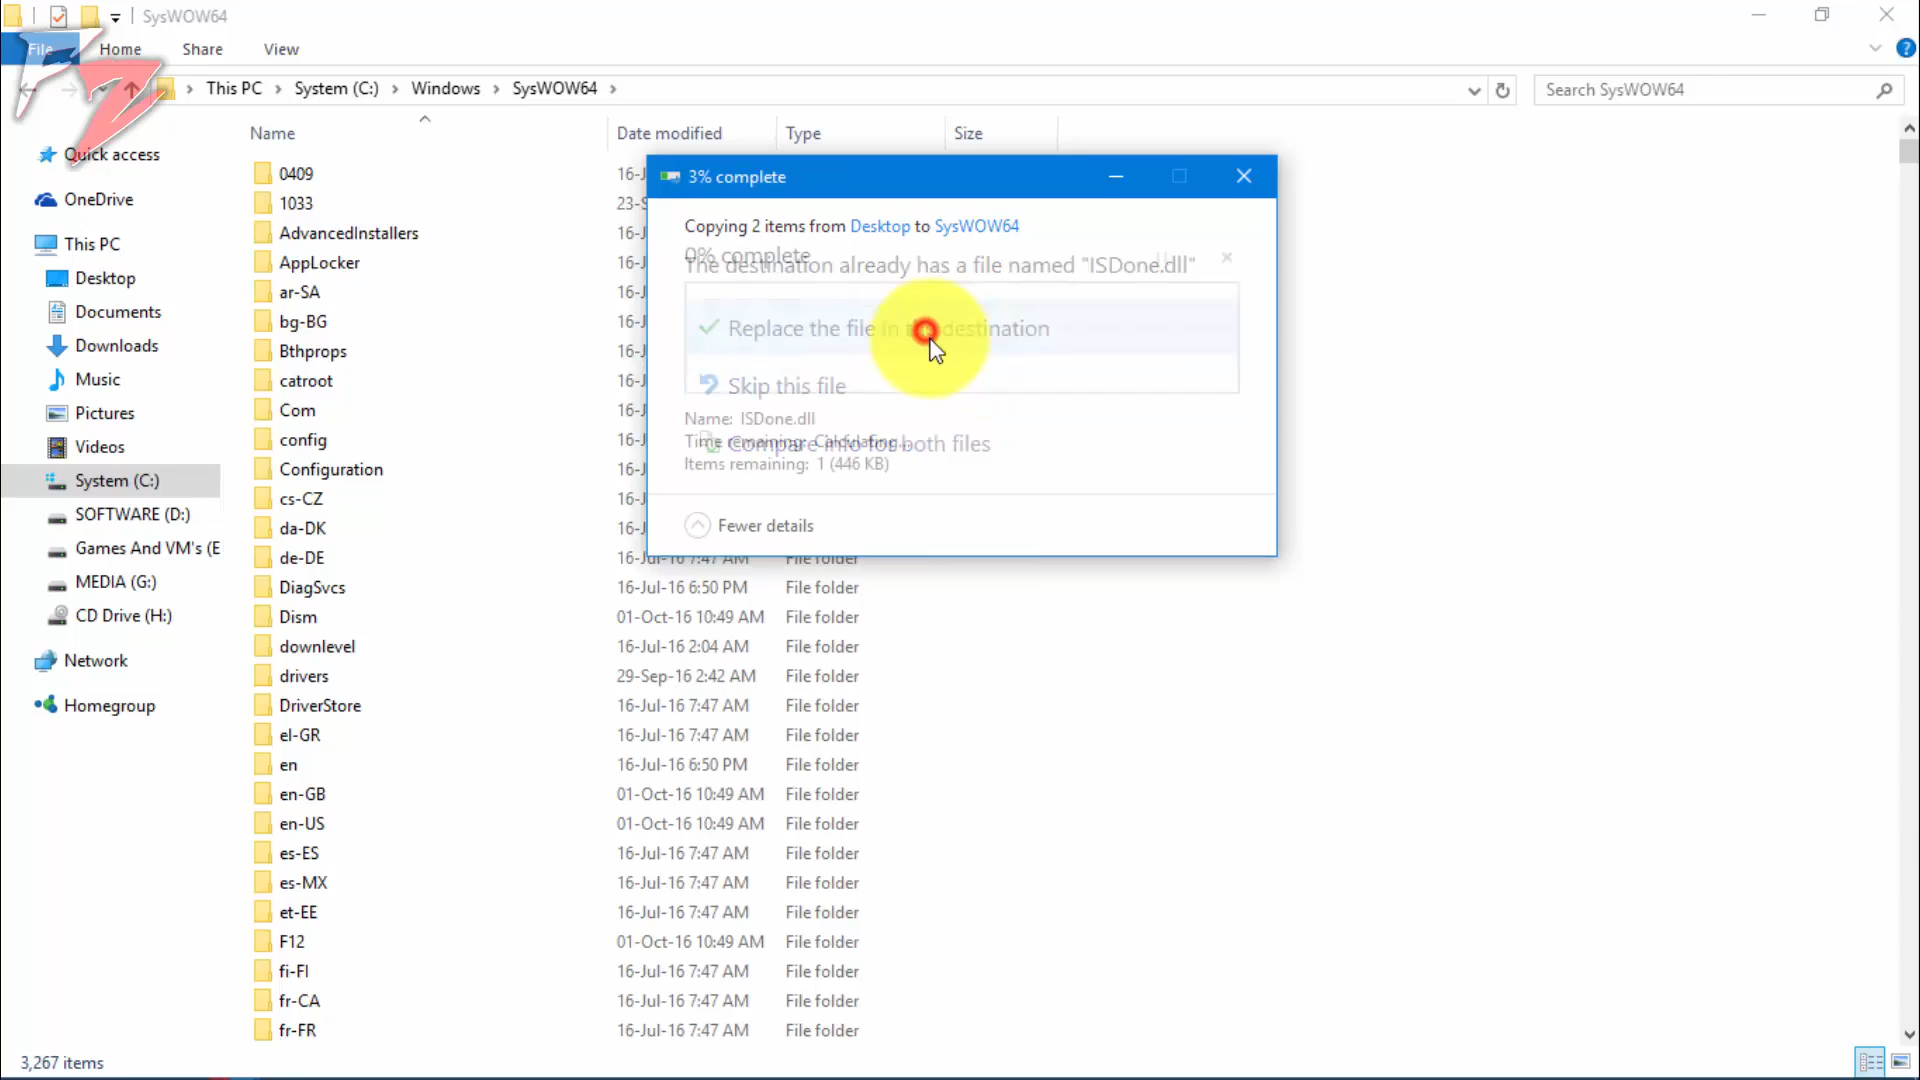 SysWOW64
File Home Share View
This PC > System (C:) > Windows > SysWOW64 >
Search SysWOW64
Name Date modified Type Size
Quick access
OneDrive
This PC
Desktop
Documents
Downloads
Music
Pictures
Videos
System (C:)
SOFTWARE (D:)
Games And VM's (E
MEDIA (G:)
CD Drive (H:)
Network
Homegroup
0409 16-J
1033 23-S
AdvancedInstallers 16-J
AppLocker 16-J
ar-SA 16-J
bg-BG 16-J
Bthprops 16-J
catroot 16-J
Com 16-J
config 16-J
Configuration 16-J
cs-CZ 16-J
da-DK 16-J
de-DE 16-Jul-16 7:47 AM File folder
DiagSvcs 16-Jul-16 6:50 PM File folder
Dism 01-Oct-16 10:49 AM File folder
downlevel 16-Jul-16 2:04 AM File folder
drivers 29-Sep-16 2:42 AM File folder
DriverStore 16-Jul-16 7:47 AM File folder
el-GR 16-Jul-16 7:47 AM File folder
en 16-Jul-16 6:50 PM File folder
en-GB 01-Oct-16 10:49 AM File folder
en-US 01-Oct-16 10:49 AM File folder
es-ES 16-Jul-16 7:47 AM File folder
es-MX 16-Jul-16 7:47 AM File folder
et-EE 16-Jul-16 7:47 AM File folder
F12 01-Oct-16 10:49 AM File folder
fi-FI 16-Jul-16 7:47 AM File folder
fr-CA 16-Jul-16 7:47 AM File folder
fr-FR 16-Jul-16 7:47 AM File folder
3% complete
Copying 2 items from Desktop to SysWOW64
0% complete
The destination already has a file named "ISDone.dll"
Replace the file in the destination
Skip this file
Name: ISDone.dll
Time remaining: Calculating...
Compare info for both files
Items remaining: 1 (446 KB)
Fewer details
3,267 items